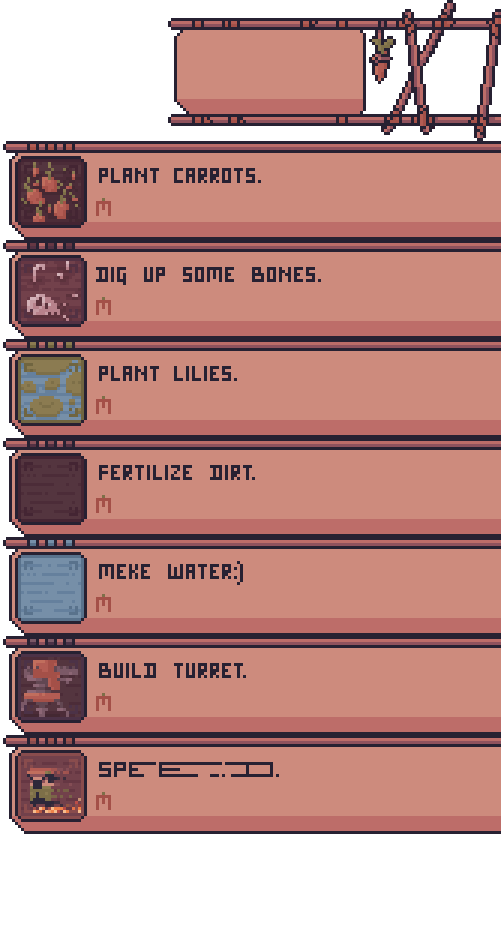 PLANT CARROTS.
DIG UP SOME BONES.
PLANT LILIES.
FERTILIZE DIRT.
MEKE WATER:)
BUILD TURRET.